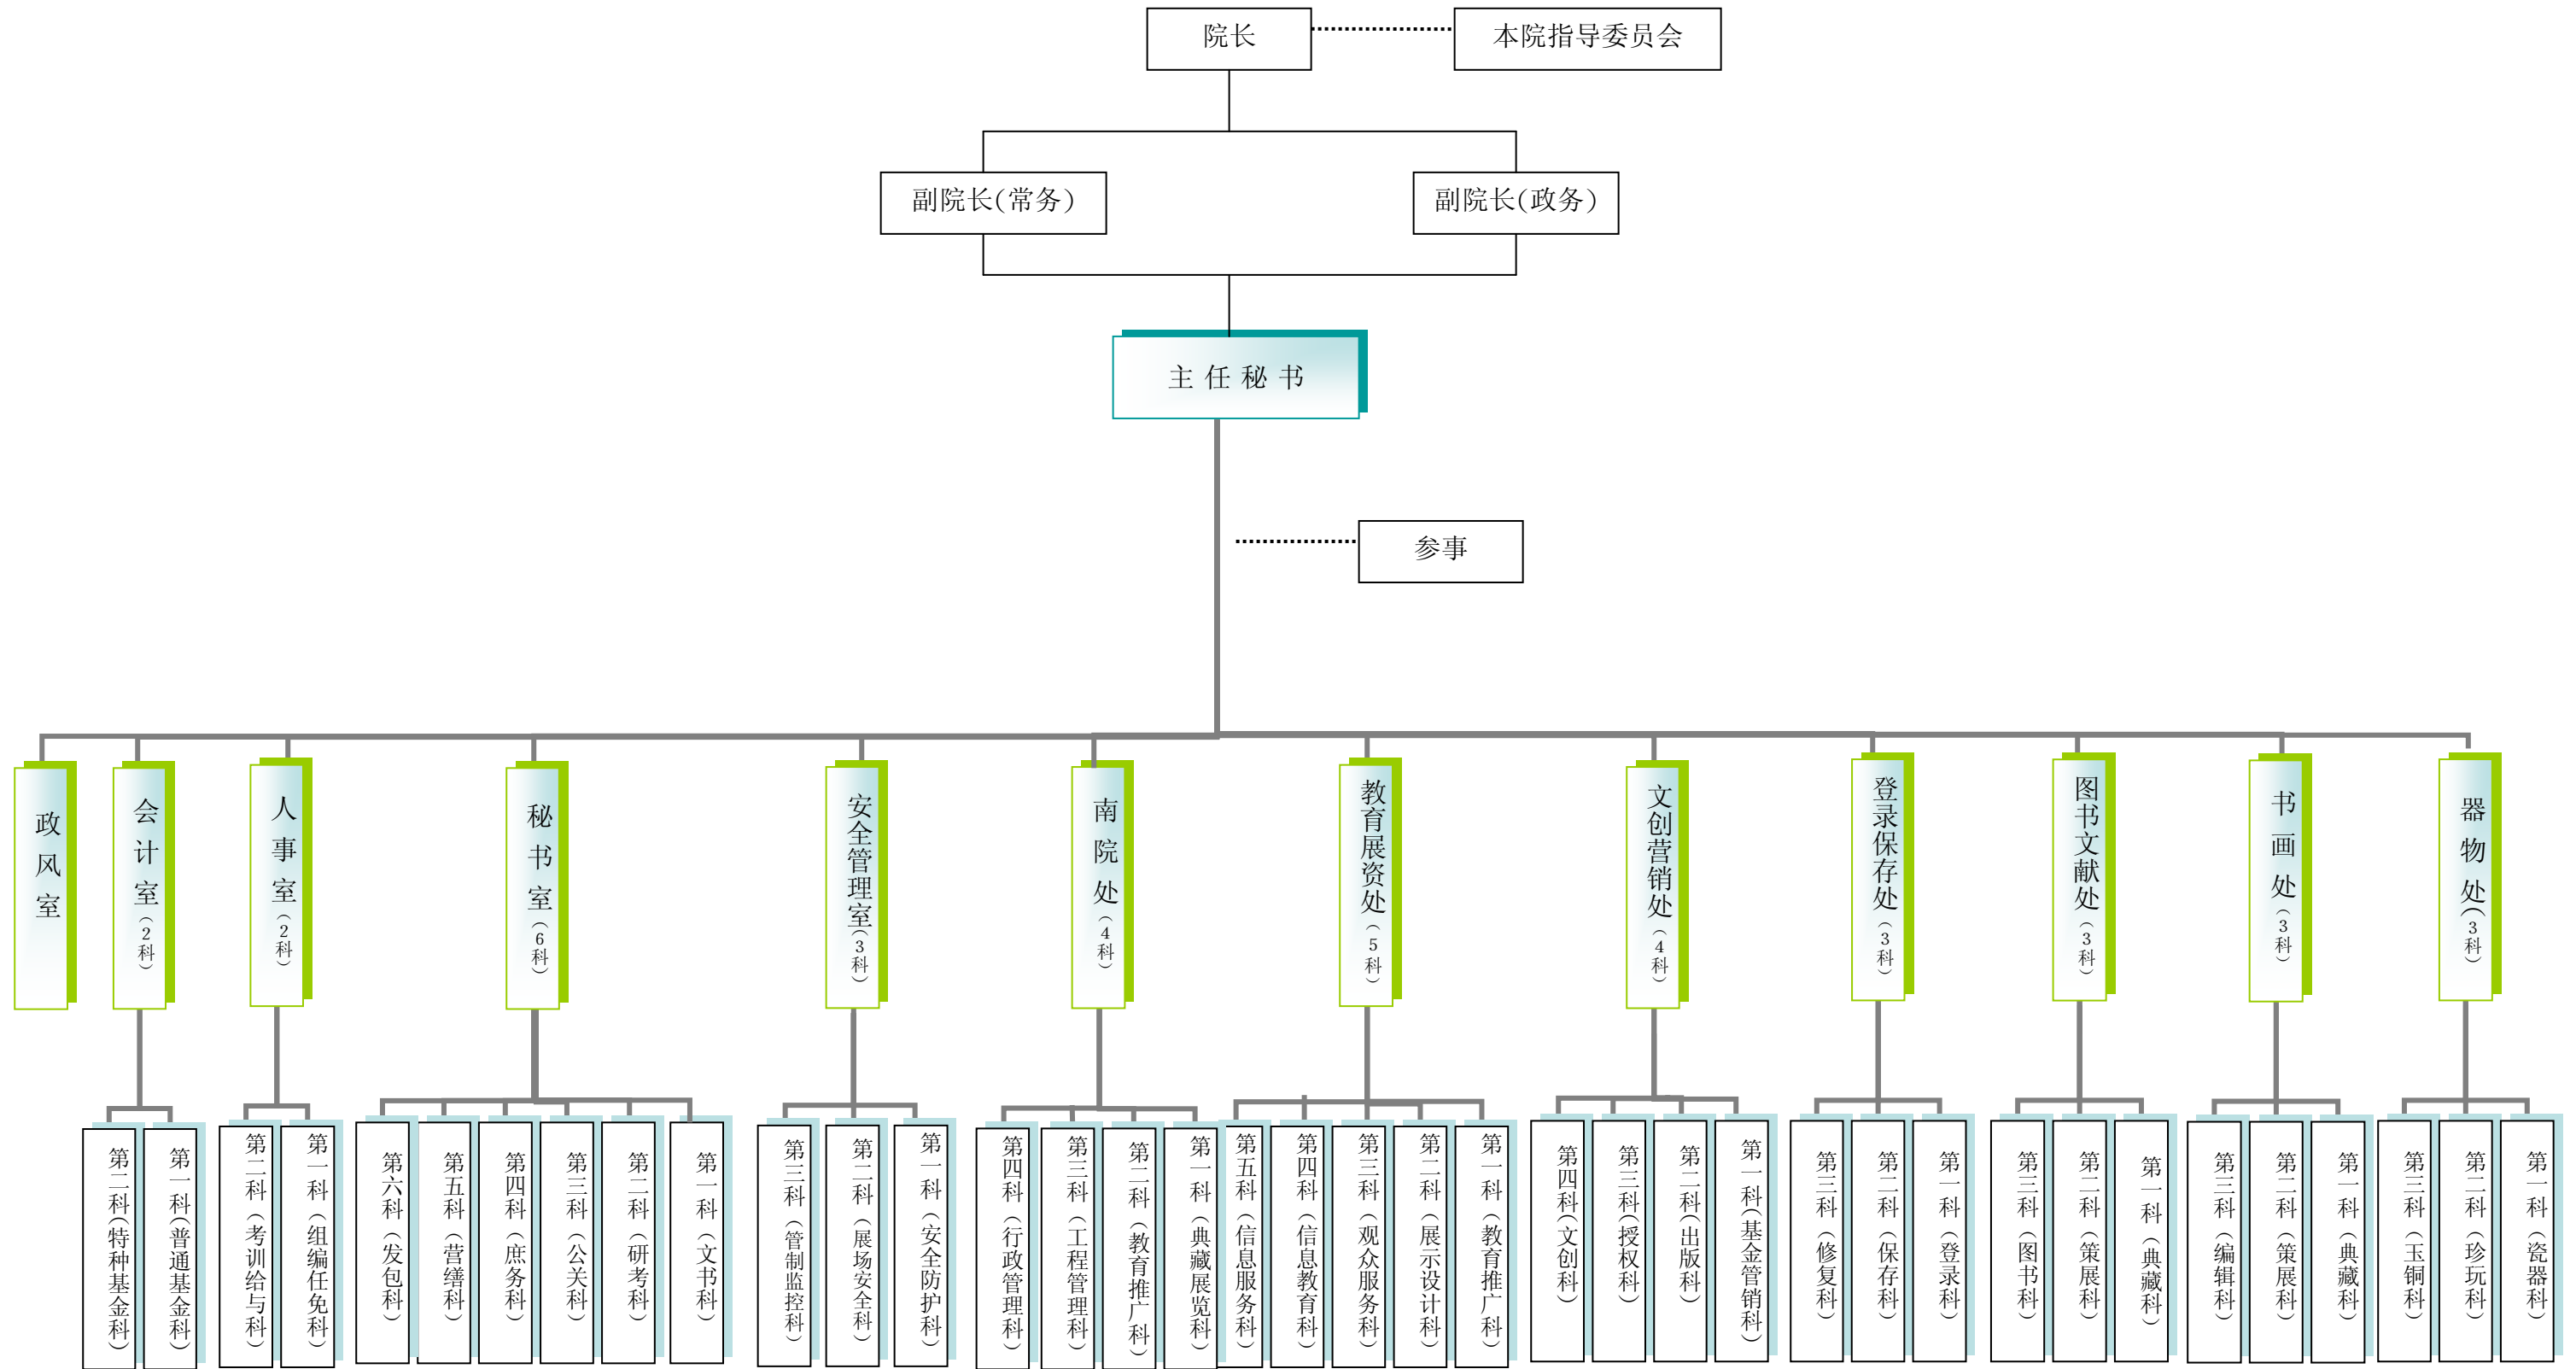 院长
本院指导委员会
副院长(常务)
副院长(政务)
主任秘书
参事
政风室
会计室(2科)
人事室(2科)
秘书室(6科)
安全管理室(3科)
南院处(4科)
教育展资处(5科)
文创营销处(4科)
登录保存处(3科)
图书文献处(3科)
书画处(3科)
器物处(3科)
第二科(特种基金科)
第一科(普通基金科)
第二科(考训给与科)
第一科(组编任免科)
第六科(发包科)
第五科(营缮科)
第四科(庶务科)
第三科(公关科)
第二科(研考科)
第一科(文书科)
第三科(管制监控科)
第二科(展场安全科)
第一科(安全防护科)
第四科(行政管理科)
第三科(工程管理科)
第二科(教育推广科)
第一科(典藏展览科)
第五科(信息服务科)
第四科(信息教育科)
第三科(观众服务科)
第二科(展示设计科)
第一科(教育推广科)
第四科(文创科)
第三科(授权科)
第二科(出版科)
第一科(基金管销科)
第三科(修复科)
第二科(保存科)
第一科(登录科)
第三科(图书科)
第二科(策展科)
第一科(典藏科)
第三科(编辑科)
第二科(策展科)
第一科(典藏科)
第三科(玉铜科)
第二科(珍玩科)
第一科(瓷器科)